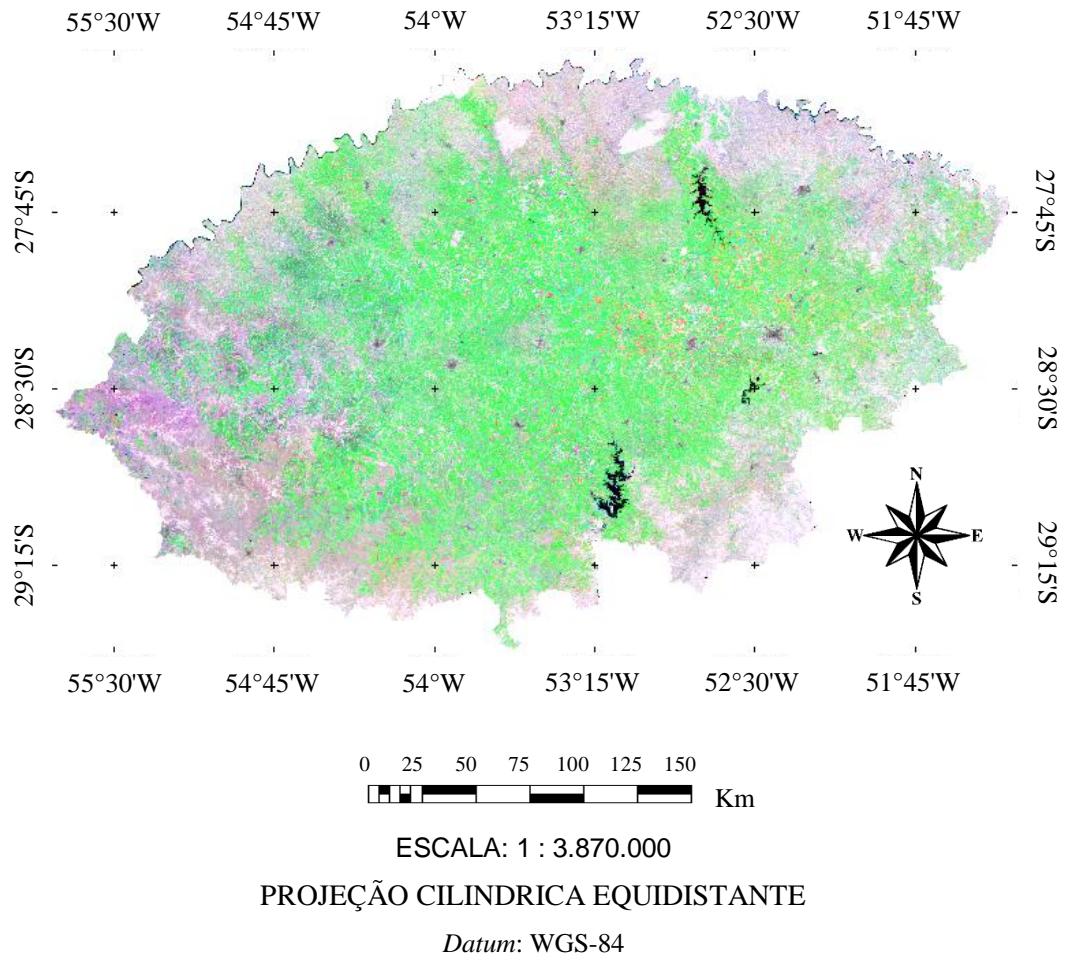 55°30'W 54°45'W 54°W 53°15'W 52°30'W 51°45'W
27°45'S 27°45'S
28°30'S 28°30'S
N
W E
S
29°15'S 29°15'S
55°30'W 54°45'W 54°W 53°15'W 52°30'W 51°45'W
0 25 50 75 100 125 150
Km
ESCALA: 1 : 3.870.000
PROJEÇÃO CILINDRICA EQUIDISTANTE
Datum: WGS-84